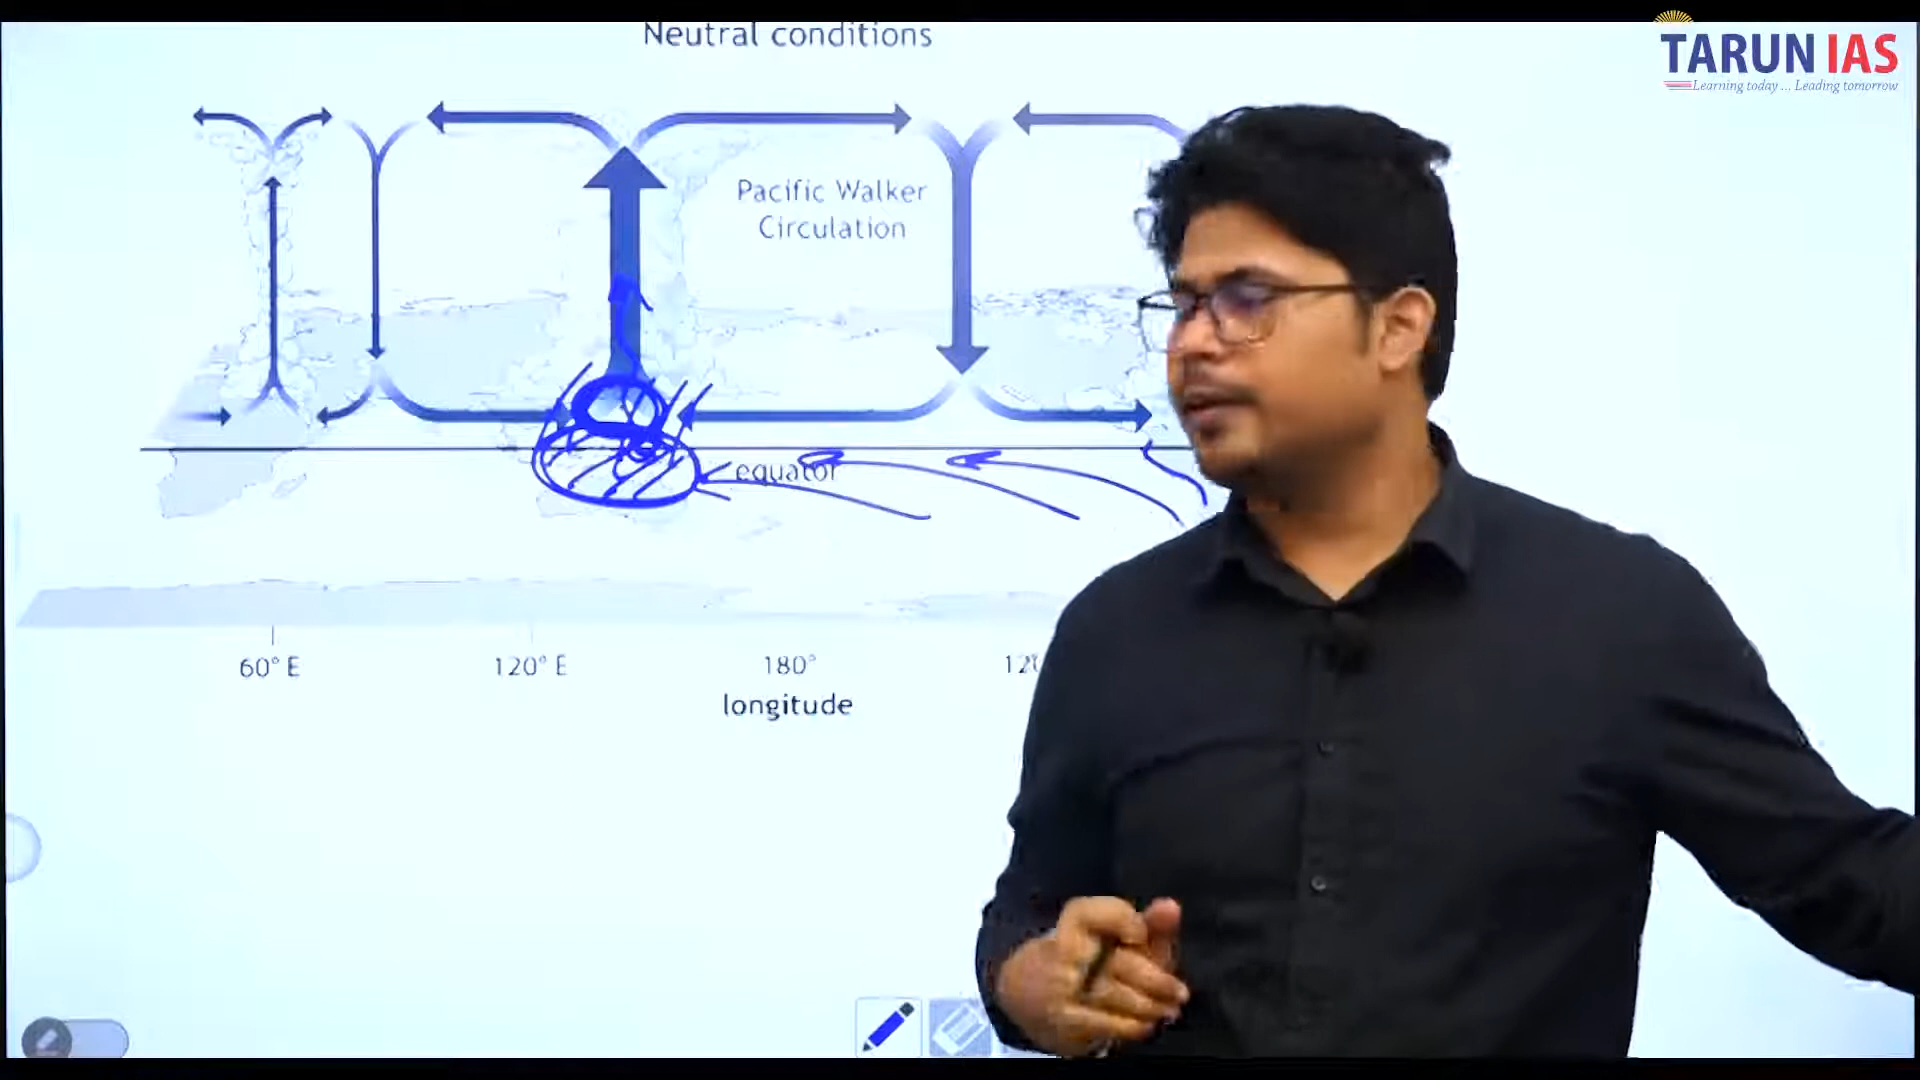 Neutral conditions
TARUN IAS
Learning today ... Leading tomorrow
Pacific Walker
Circulation
equator
60° E 120° E 180°
longitude